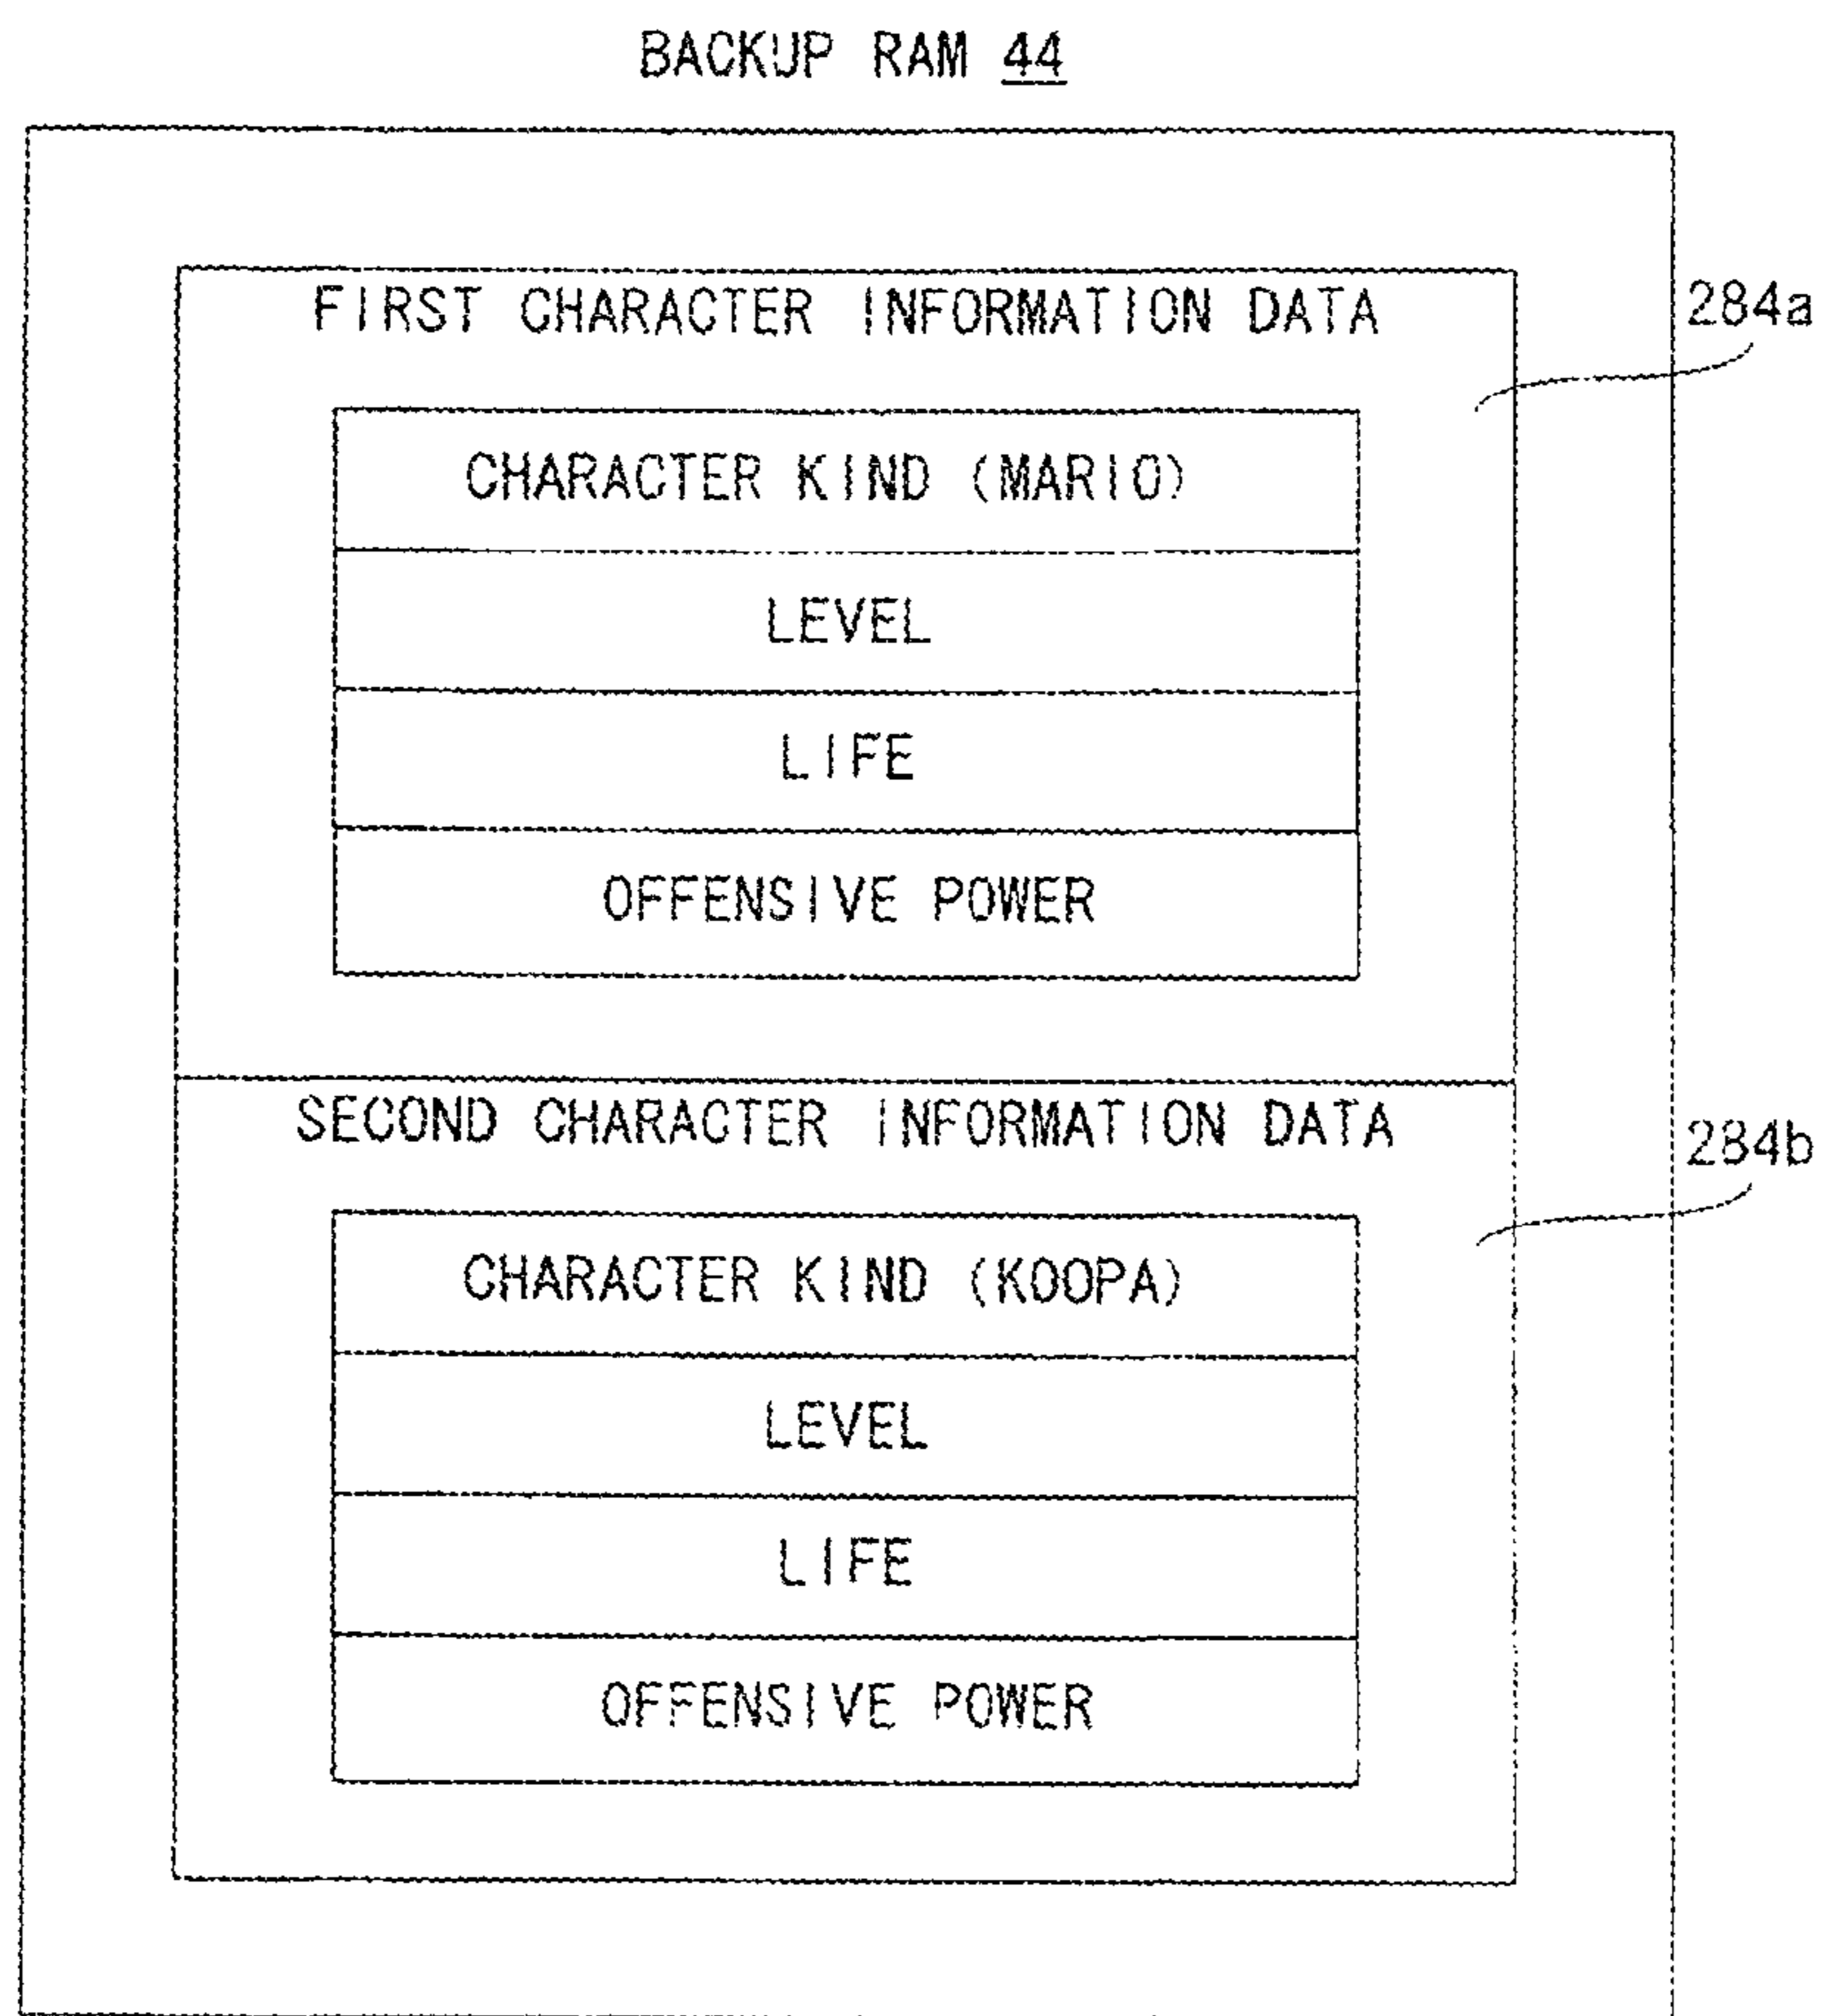 BACKUP RAM 44
FIRST CHARACTER INFORMATION DATA
284a
CHARACTER KIND (MARIO)
LEVEL
LIFE
OFFENSIVE POWER
SECOND CHARACTER INFORMATION DATA
284b
CHARACTER KIND (KOOPA)
LEVEL
LIFE
OFFENSIVE POWER